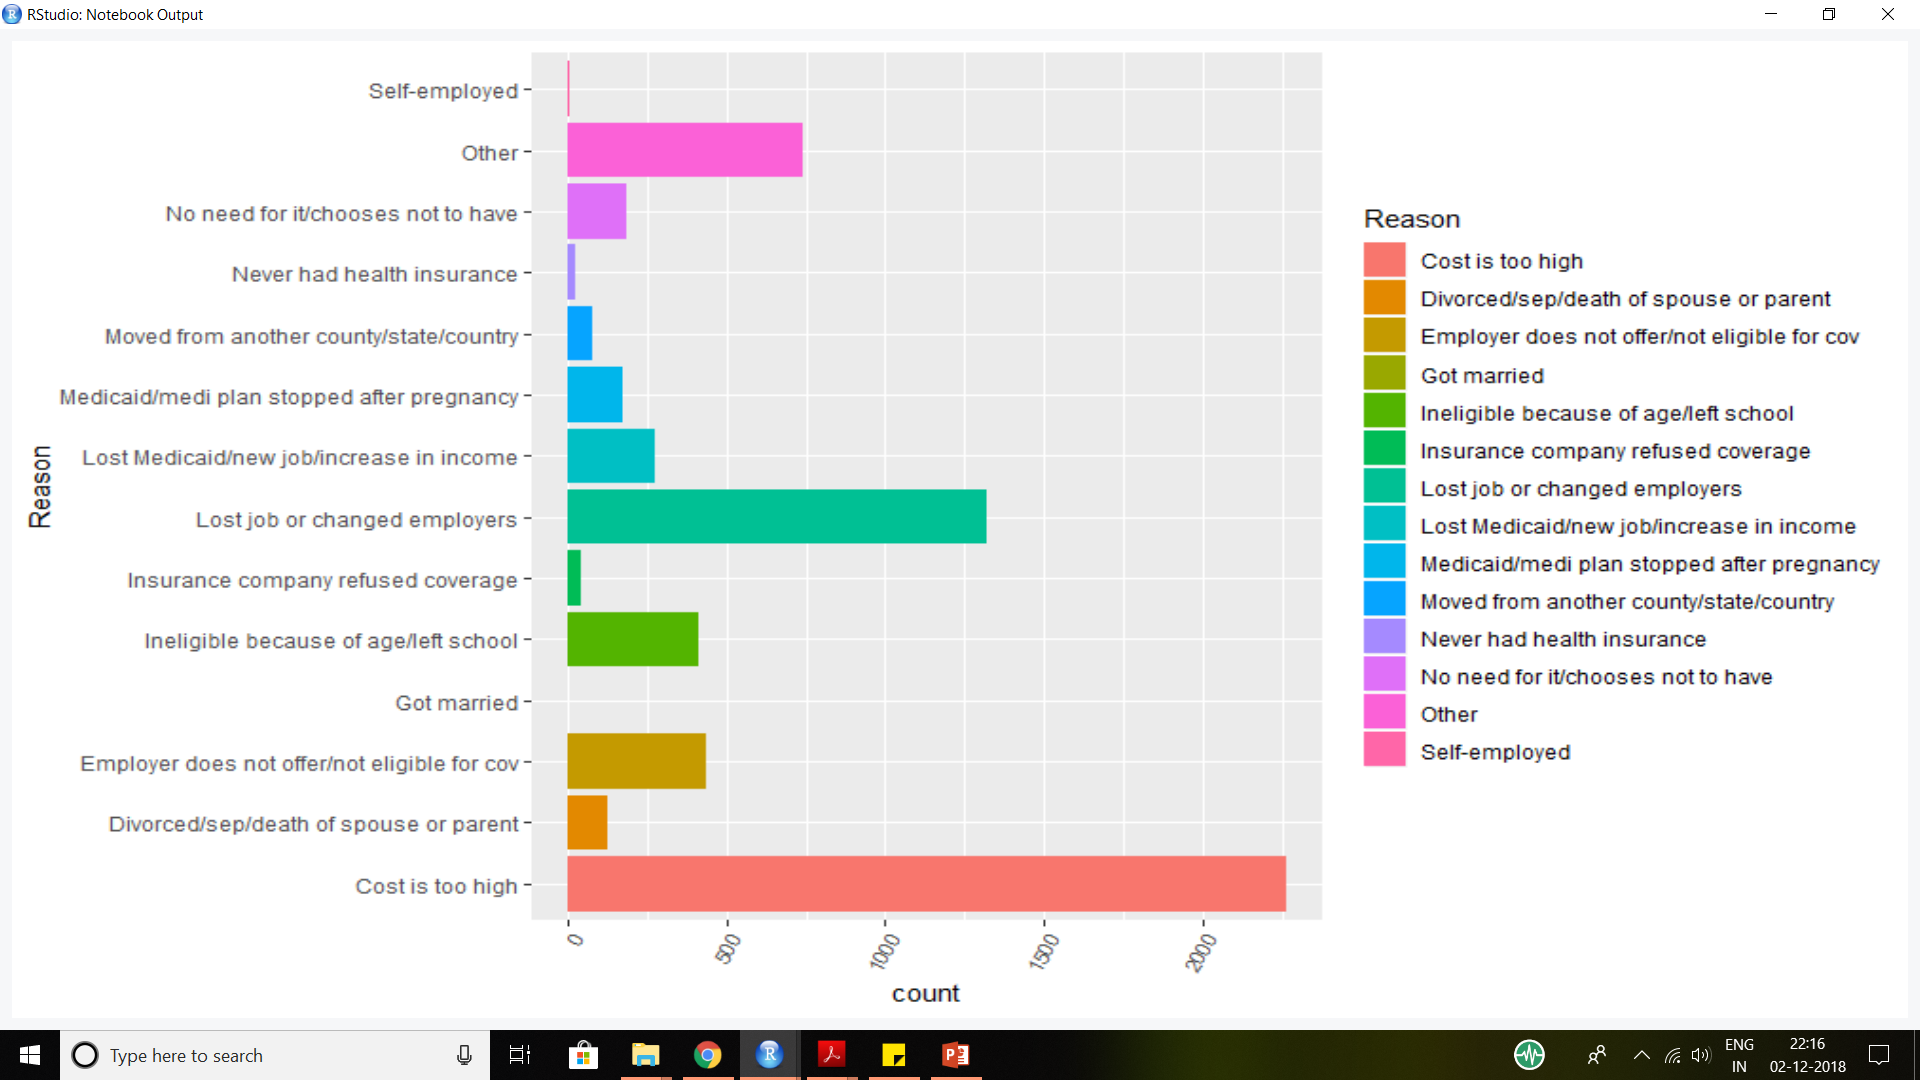 RStudio: Notebook Output
Self-employed
Other
No need for it/chooses not to have
Never had health insurance
Moved from another county/state/country
Medicaid/medi plan stopped after pregnancy
Lost Medicaid/new job/increase in income
Lost job or changed employers
Insurance company refused coverage
Ineligible because of age/left school
Got married
Employer does not offer/not eligible for cov
Divorced/sep/death of spouse or parent
Cost is too high
Reason
0
500
1000
1500
2000
count
Reason
Cost is too high
Divorced/sep/death of spouse or parent
Employer does not offer/not eligible for cov
Got married
Ineligible because of age/left school
Insurance company refused coverage
Lost job or changed employers
Lost Medicaid/new job/increase in income
Medicaid/medi plan stopped after pregnancy
Moved from another county/state/country
Never had health insurance
No need for it/chooses not to have
Other
Self-employed
Type here to search
ENG
IN
22:16
02-12-2018